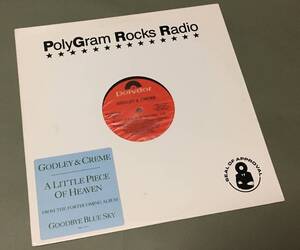 PolyGram Rocks Radio
Polydor
GODLEY & CREME
GODLEY & CREME
A LITTLE PIECE
OF HEAVEN
FROM THE FORTHCOMING ALBUM
GOODBYE BLUE SKY
SEAL OF APPROVAL